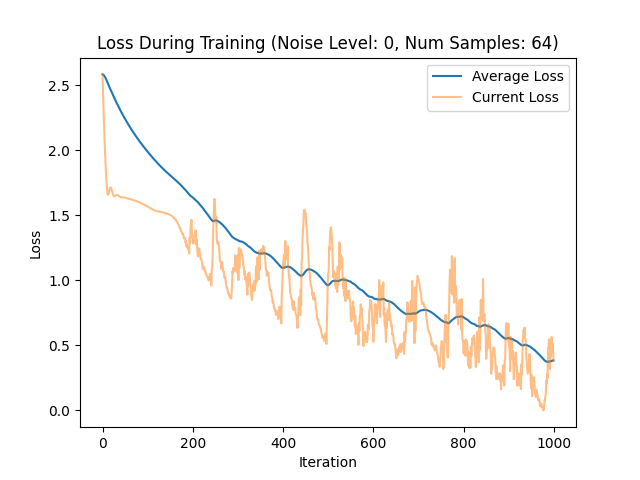 Loss During Training (Noise Level: 0, Num Samples: 64)
Average Loss
Current Loss
2.5
2.0
1.5
1.0
0.5
0.0
Loss
0 200 400 600 800 1000
Iteration